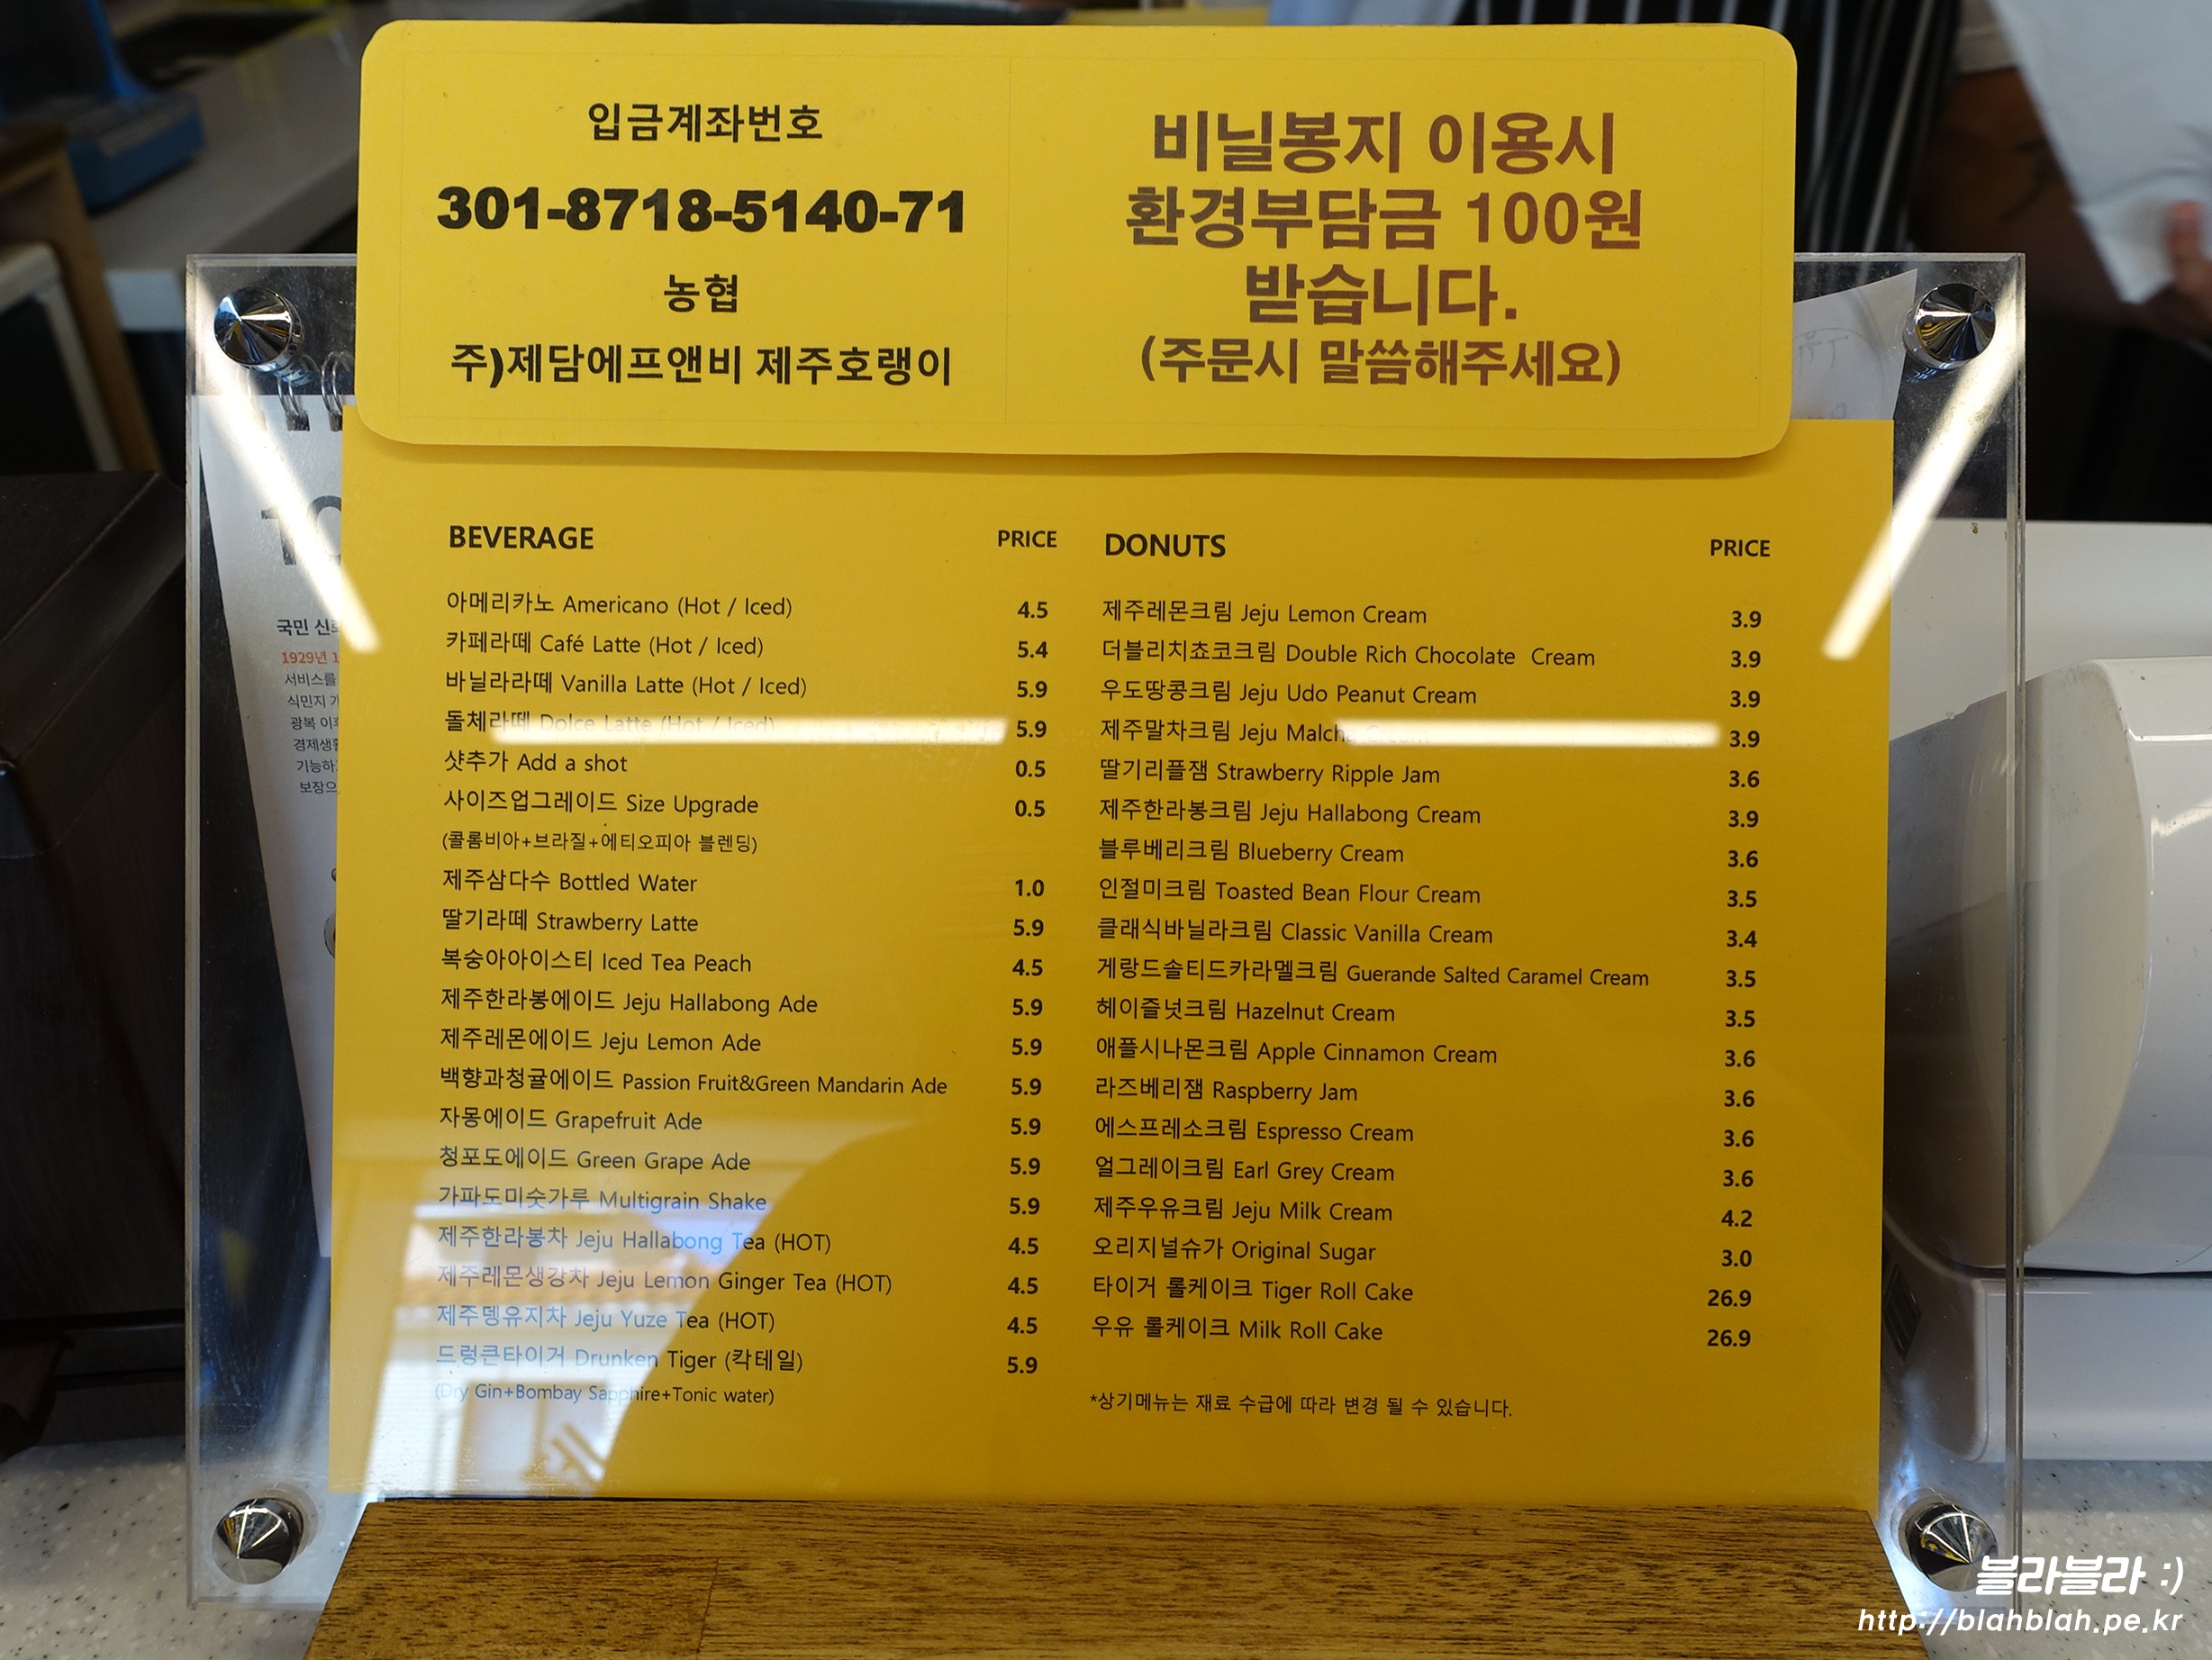 입금계좌번호
301-8718-5140-71
농협
주)제담에프앤비 제주호랭이
비닐봉지 이용시
환경부담금 100원
받습니다.
(주문시 말씀해주세요)
BEVERAGE PRICE
아메리카노 Americano (Hot / Iced) 4.5
카페라떼 Café Latte (Hot / Iced) 5.4
바닐라라떼 Vanilla Latte (Hot / Iced) 5.9
돌체라떼 Dolce Latte (Hot / Iced) 5.9
샷추가 Add a shot 0.5
사이즈업그레이드 Size Upgrade 0.5
(콜롬비아+브라질+에티오피아 블렌딩)
제주삼다수 Bottled Water 1.0
딸기라떼 Strawberry Latte 5.9
복숭아아이스티 Iced Tea Peach 4.5
제주한라봉에이드 Jeju Hallabong Ade 5.9
제주레몬에이드 Jeju Lemon Ade 5.9
백향과청귤에이드 Passion Fruit&Green Mandarin Ade 5.9
자몽에이드 Grapefruit Ade 5.9
청포도에이드 Green Grape Ade 5.9
가파도미숫가루 Multigrain Shake 5.9
제주한라봉차 Jeju Hallabong Tea (HOT) 4.5
제주레몬생강차 Jeju Lemon Ginger Tea (HOT) 4.5
제주뎅유지차 Jeju Yuze Tea (HOT) 4.5
드렁큰타이거 Drunken Tiger (칵테일) 5.9
(Dry Gin+Bombay Sapphire+Tonic water)
DONUTS PRICE
제주레몬크림 Jeju Lemon Cream 3.9
더블리치쵸코크림 Double Rich Chocolate Cream 3.9
우도땅콩크림 Jeju Udo Peanut Cream 3.9
제주말차크림 Jeju Malcha Cream 3.9
딸기리플잼 Strawberry Ripple Jam 3.6
제주한라봉크림 Jeju Hallabong Cream 3.9
블루베리크림 Blueberry Cream 3.6
인절미크림 Toasted Bean Flour Cream 3.5
클래식바닐라크림 Classic Vanilla Cream 3.4
게랑드솔티드카라멜크림 Guerande Salted Caramel Cream 3.5
헤이즐넛크림 Hazelnut Cream 3.5
애플시나몬크림 Apple Cinnamon Cream 3.6
라즈베리잼 Raspberry Jam 3.6
에스프레소크림 Espresso Cream 3.6
얼그레이크림 Earl Grey Cream 3.6
제주우유크림 Jeju Milk Cream 4.2
오리지널슈가 Original Sugar 3.0
타이거 롤케이크 Tiger Roll Cake 26.9
우유 롤케이크 Milk Roll Cake 26.9
*상기메뉴는 재료 수급에 따라 변경 될 수 있습니다.
국민
1929년
서비스를
식민지
광복
블라블라 :)
http://blahblah.pe.kr